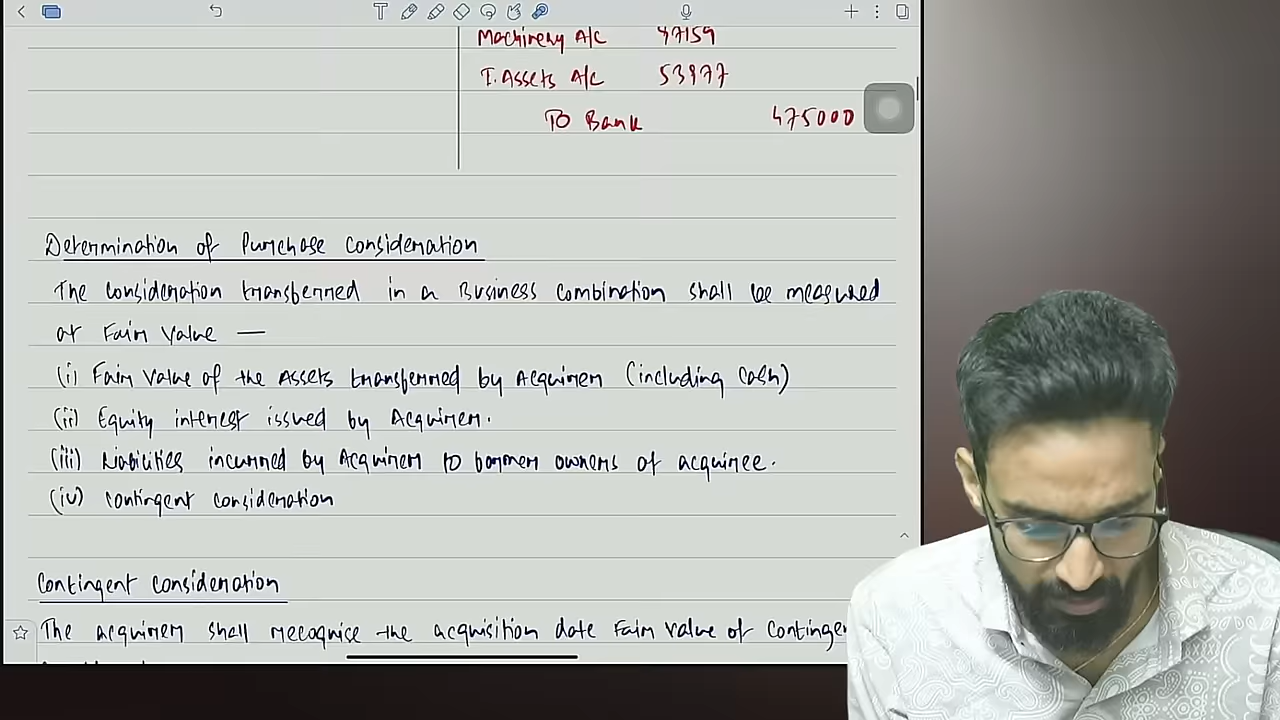 Machinery A/C 47159
I. Assets A/C 53977
To Bank 475000
Determination of Purchase Consideration
The Consideration transferred in a Business Combination shall be measured
at Fair Value —
(i) Fair Value of the Assets transferred by Acquirer (including Cash)
(ii) Equity interest issued by Acquirer.
(iii) Liabilities incurred by Acquirer to former owners of acquiree.
(iv) Contingent consideration
Contingent Consideration
The acquirer shall recognise the acquisition date Fair Value of Contingen